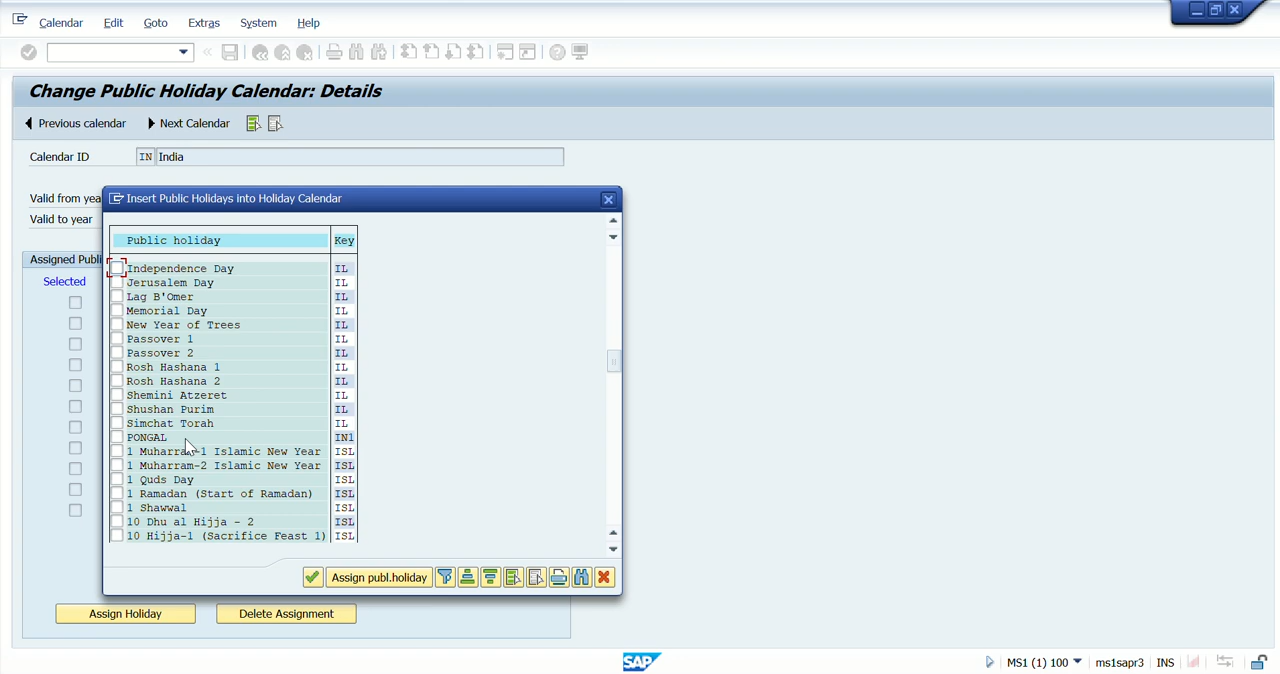 Calendar Edit Goto Extras System Help
Change Public Holiday Calendar: Details
Previous calendar Next Calendar
Calendar ID IN India
Insert Public Holidays into Holiday Calendar
Valid from yea
Valid to year
Public holiday Key
Assigned Publi
Selected
Independence Day IL
Jerusalem Day IL
Lag B'Omer IL
Memorial Day IL
New Year of Trees IL
Passover 1 IL
Passover 2 IL
Rosh Hashana 1 IL
Rosh Hashana 2 IL
Shemini Atzeret IL
Shushan Purim IL
Simchat Torah IL
PONGAL IN1
1 Muharram-1 Islamic New Year ISL
1 Muharram-2 Islamic New Year ISL
1 Quds Day ISL
1 Ramadan (Start of Ramadan) ISL
1 Shawwal ISL
10 Dhu al Hijja - 2 ISL
10 Hijja-1 (Sacrifice Feast 1) ISL
Assign publ.holiday
Assign Holiday Delete Assignment
SAP MS1 (1) 100 ms1sapr3 INS